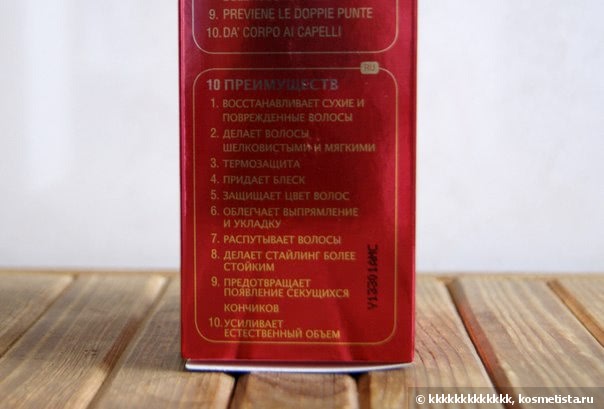 9. PREVIENE LE DOPPIE PUNTE
10. DA' CORPO AI CAPELLI
RU
10 ПРЕИМУЩЕСТВ
1. ВОССТАНАВЛИВАЕТ СУХИЕ И
ПОВРЕЖДЕННЫЕ ВОЛОСЫ
2. ДЕЛАЕТ ВОЛОСЫ
ШЕЛКОВИСТЫМИ И МЯГКИМИ
3. ТЕРМОЗАЩИТА
4. ПРИДАЕТ БЛЕСК
5. ЗАЩИЩАЕТ ЦВЕТ ВОЛОС
6. ОБЛЕГЧАЕТ ВЫПРЯМЛЕНИЕ
И УКЛАДКУ
7. РАСПУТЫВАЕТ ВОЛОСЫ
8. ДЕЛАЕТ СТАЙЛИНГ БОЛЕЕ
СТОЙКИМ
9. ПРЕДОТВРАЩАЕТ
ПОЯВЛЕНИЕ СЕКУЩИХСЯ
КОНЧИКОВ
10. УСИЛИВАЕТ
ЕСТЕСТВЕННЫЙ ОБЪЕМ
© kkkkkkkkkkkkk, kosmetista.ru